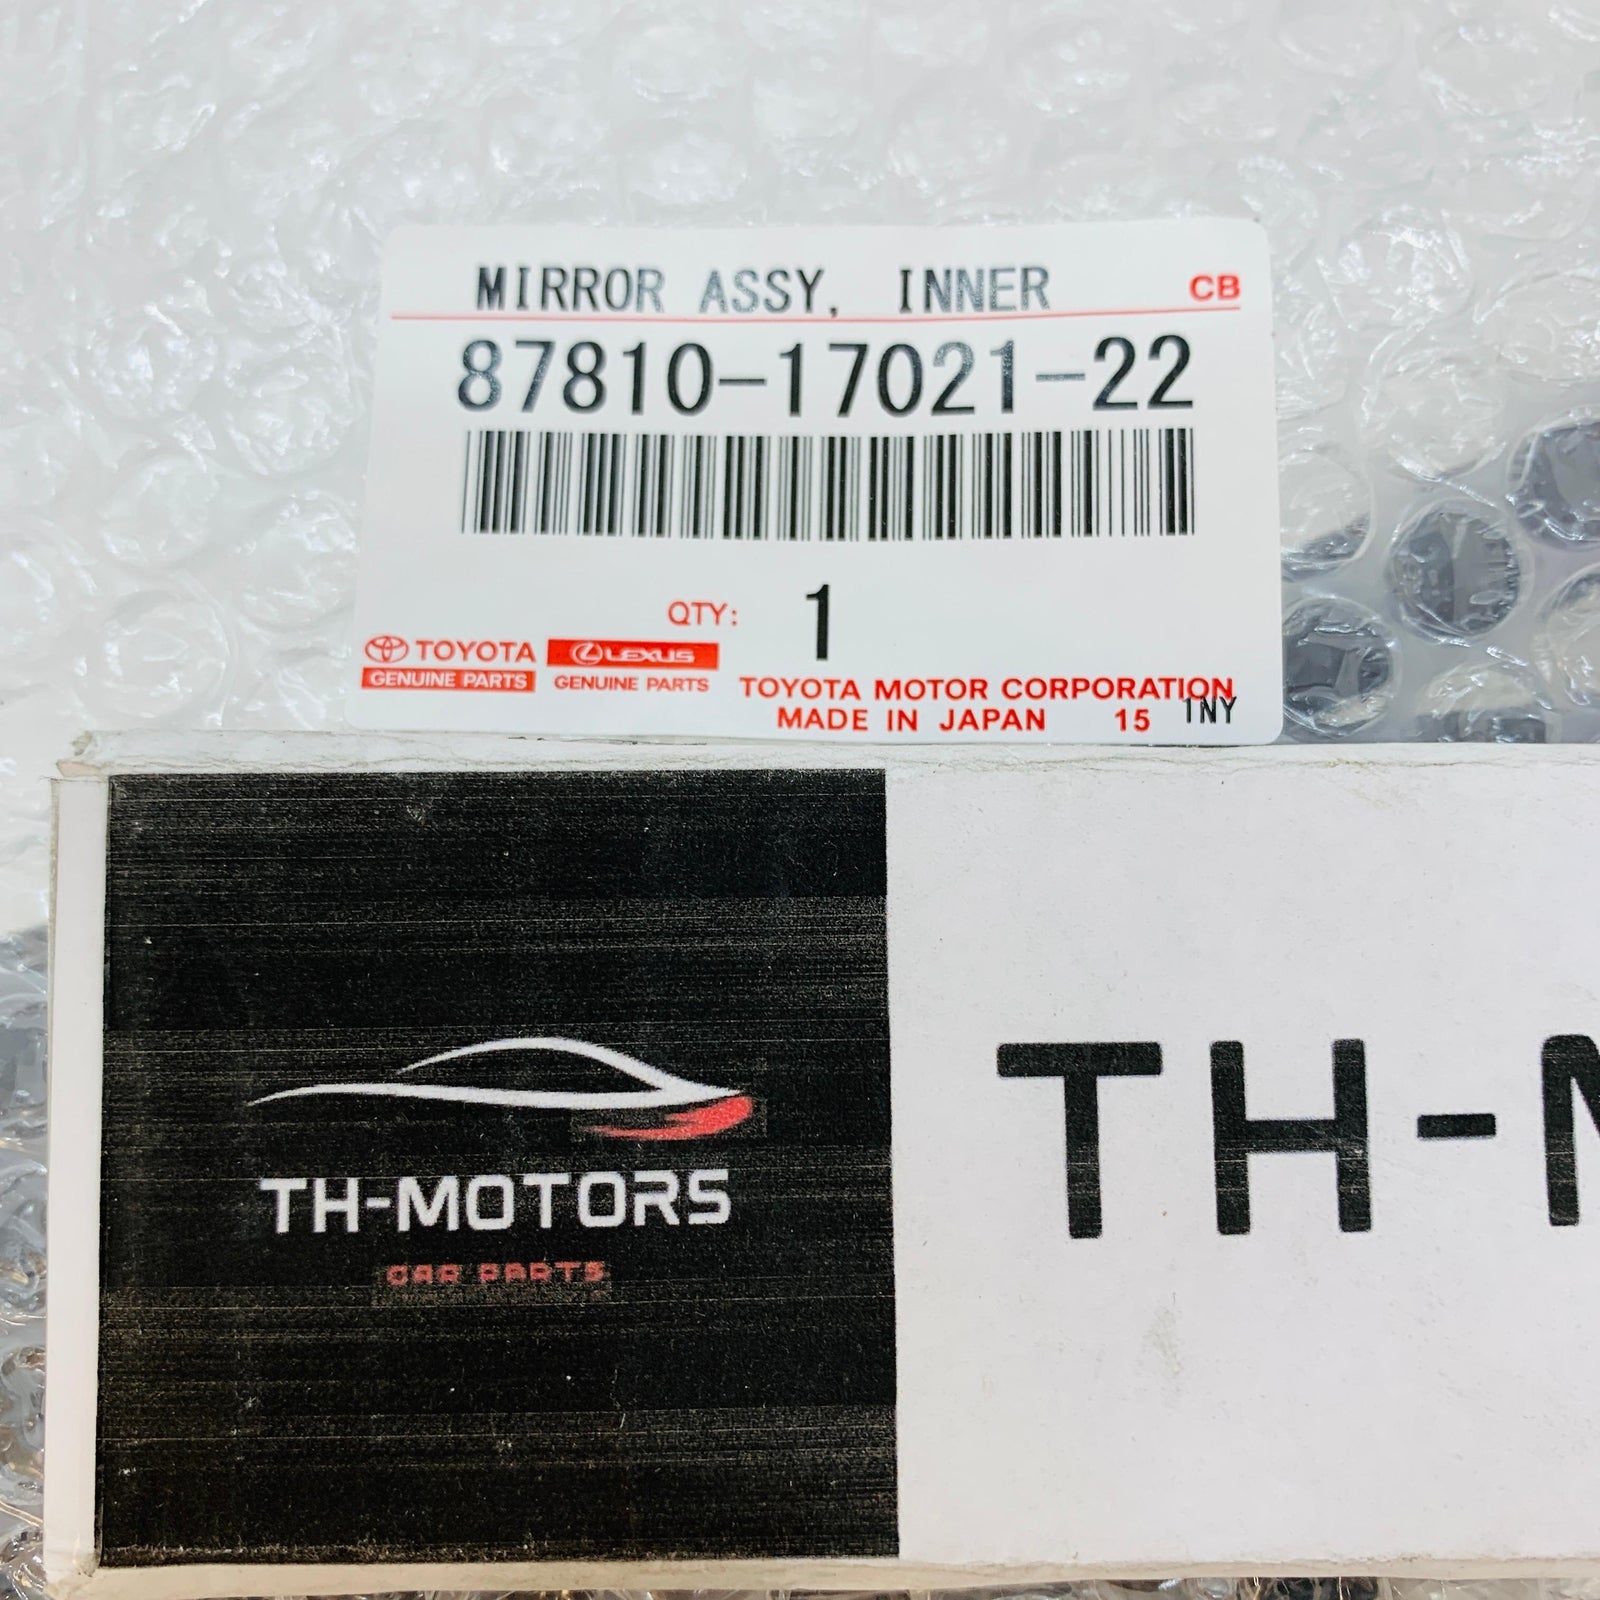 MIRROR ASSY, INNER CB
87810-17021-22
QTY: 1
TOYOTA LEXUS
GENUINE PARTS GENUINE PARTS
TOYOTA MOTOR CORPORATION
MADE IN JAPAN 15 1NY
TH-MOTORS
CAR PARTS
TH-M